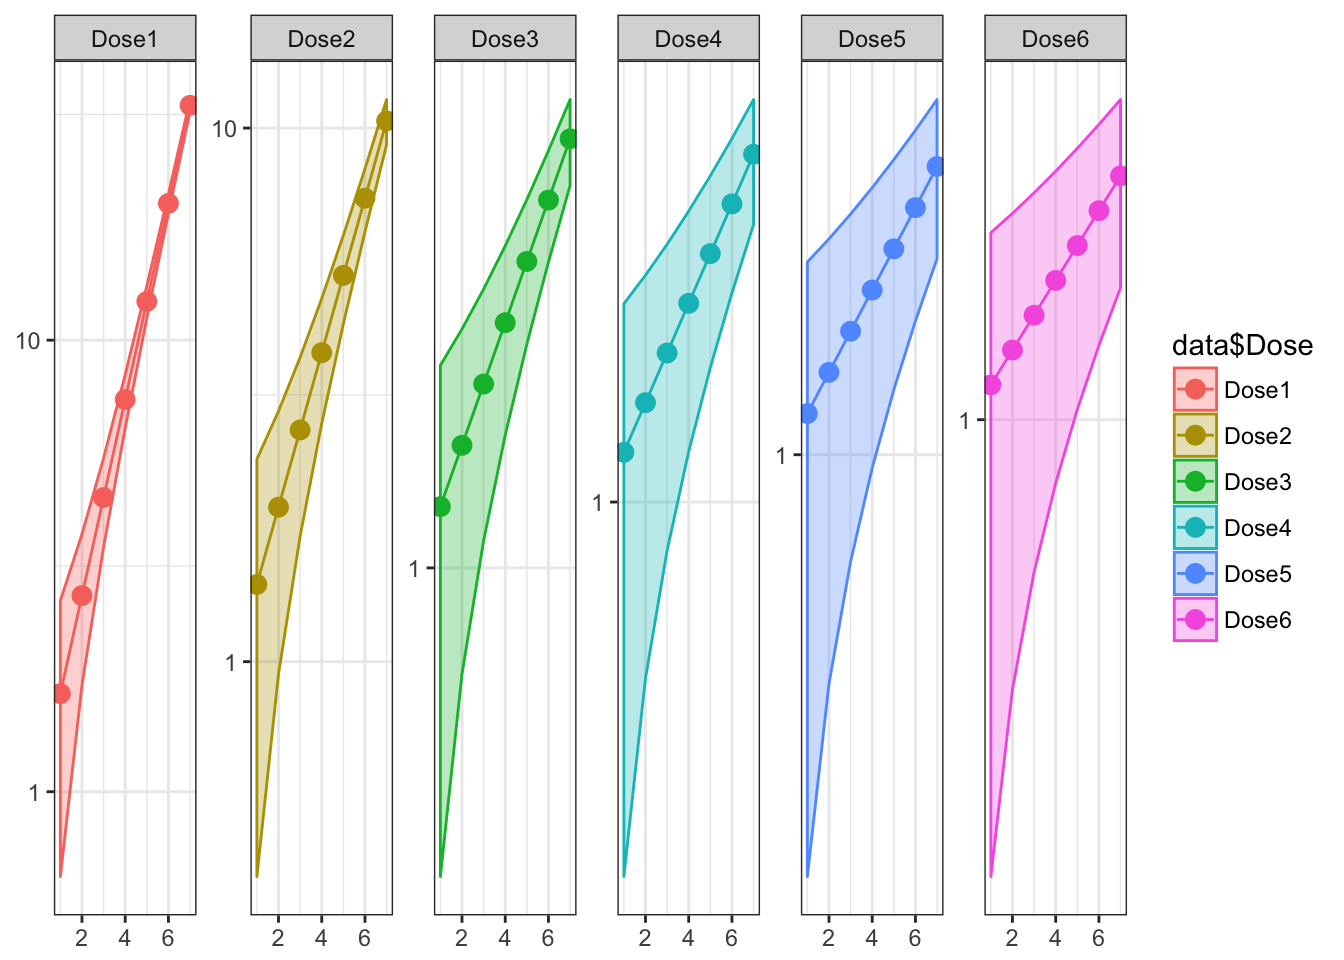 Dose1 Dose2 Dose3 Dose4 Dose5 Dose6
10
1
10
1
1
1
1
1
2 4 6 2 4 6 2 4 6 2 4 6 2 4 6 2 4 6
data$Dose
Dose1
Dose2
Dose3
Dose4
Dose5
Dose6